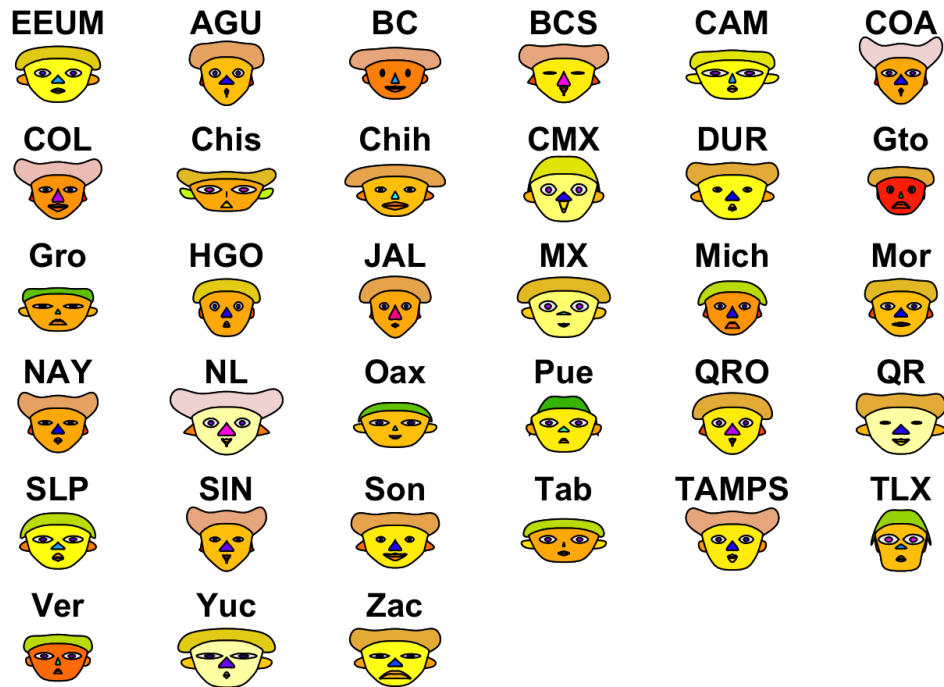 EEUM AGU BC BCS CAM COA
COL Chis Chih CMX DUR Gto
Gro HGO JAL MX Mich Mor
NAY NL Oax Pue QRO QR
SLP SIN Son Tab TAMPS TLX
Ver Yuc Zac